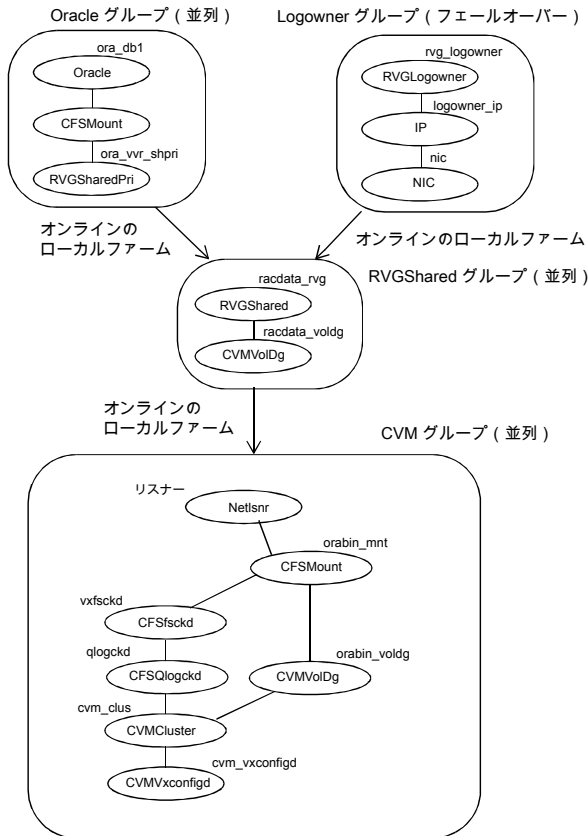 Oracle グループ ( 並列 )
Logowner グループ ( フェールオーバー )
ora_db1
Oracle
CFSMount
ora_vvr_shpri
RVGSharedPri
rvg_logowner
RVGLogowner
logowner_ip
IP
nic
NIC
オンラインの
ローカルファーム
オンラインのローカルファーム
RVGShared グループ ( 並列 )
racdata_rvg
RVGShared
racdata_voldg
CVMVolDg
オンラインの
ローカルファーム
CVM グループ ( 並列 )
リスナー
Netlsnr
orabin_mnt
CFSMount
vxfsckd
CFSfsckd
qlogckd
CFSQlogckd
orabin_voldg
CVMVolDg
cvm_clus
CVMCluster
cvm_vxconfigd
CVMVxconfigd